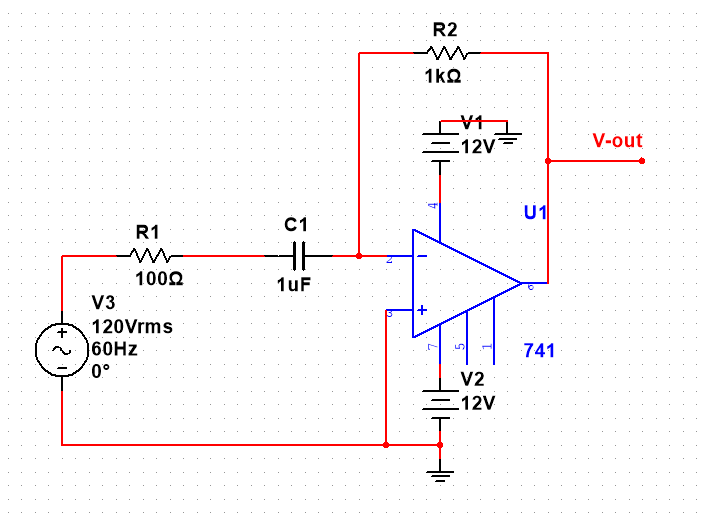 R2
1kΩ
V1
12V
V-out
4
U1
R1
C1
2
100Ω
1uF
6
V3
3
120Vrms
60Hz
0°
7
5
1
741
V2
12V